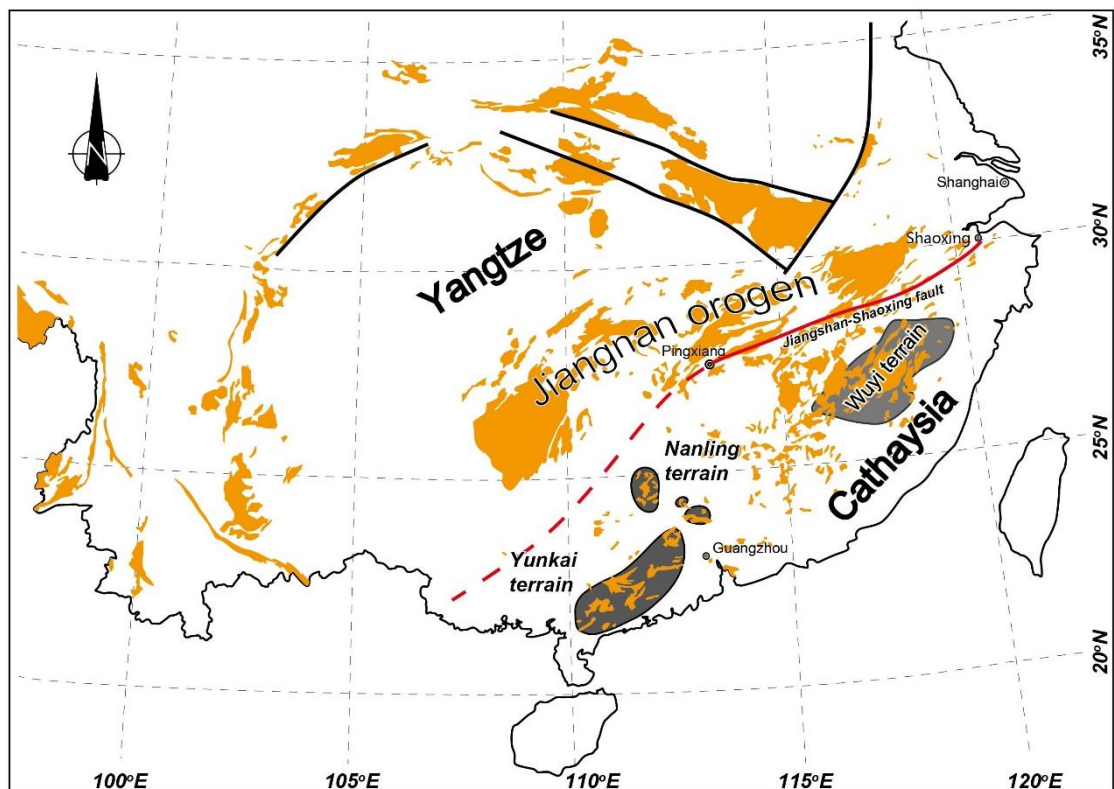 35°N
N
Shanghai
30°N
Shaoxing
Yangtze
Jiangnan orogen
Jiangshan-Shaoxing fault
Pingxiang
Wuyi terrain
25°N
Nanling
terrain
Cathaysia
Yunkai
terrain
Guangzhou
20°N
100°E
105°E
110°E
115°E
120°E